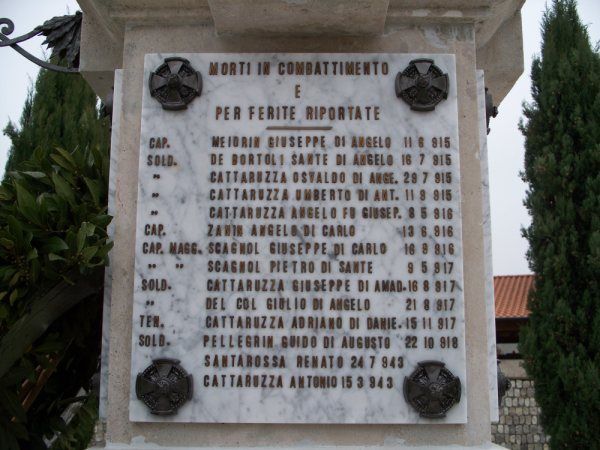 MORTI IN COMBATTIMENTO
E
PER FERITE RIPORTATE
CAP. MEIORIN GIUSEPPE DI ANGELO 11 6 915
SOLD. DE BORTOLI SANTE DI ANGELO 16 7 915
" CATTARUZZA OSVALDO DI ANGE. 29 7 915
" CATTARUZZA UMBERTO DI ANT. 11 9 915
" CATTARUZZA ANGELO FU GIUSEP. 8 5 916
CAP. ZANIN ANGELO DI CARLO 13 6 916
CAP. MAGG. SCAGNOL GIUSEPPE DI CARLO 16 8 916
" " SCAGNOL PIETRO DI SANTE 9 5 917
SOLD. CATTARUZZA GIUSEPPE DI AMAD. 16 8 917
" DEL COL GIULIO DI ANGELO 21 8 917
TEN. CATTARUZZA ADRIANO DI DANIE. 15 11 917
SOLD. PELLEGRIN GUIDO DI AUGUSTO 22 10 918
SANTAROSSA RENATO 24 7 943
CATTARUZZA ANTONIO 15 3 943